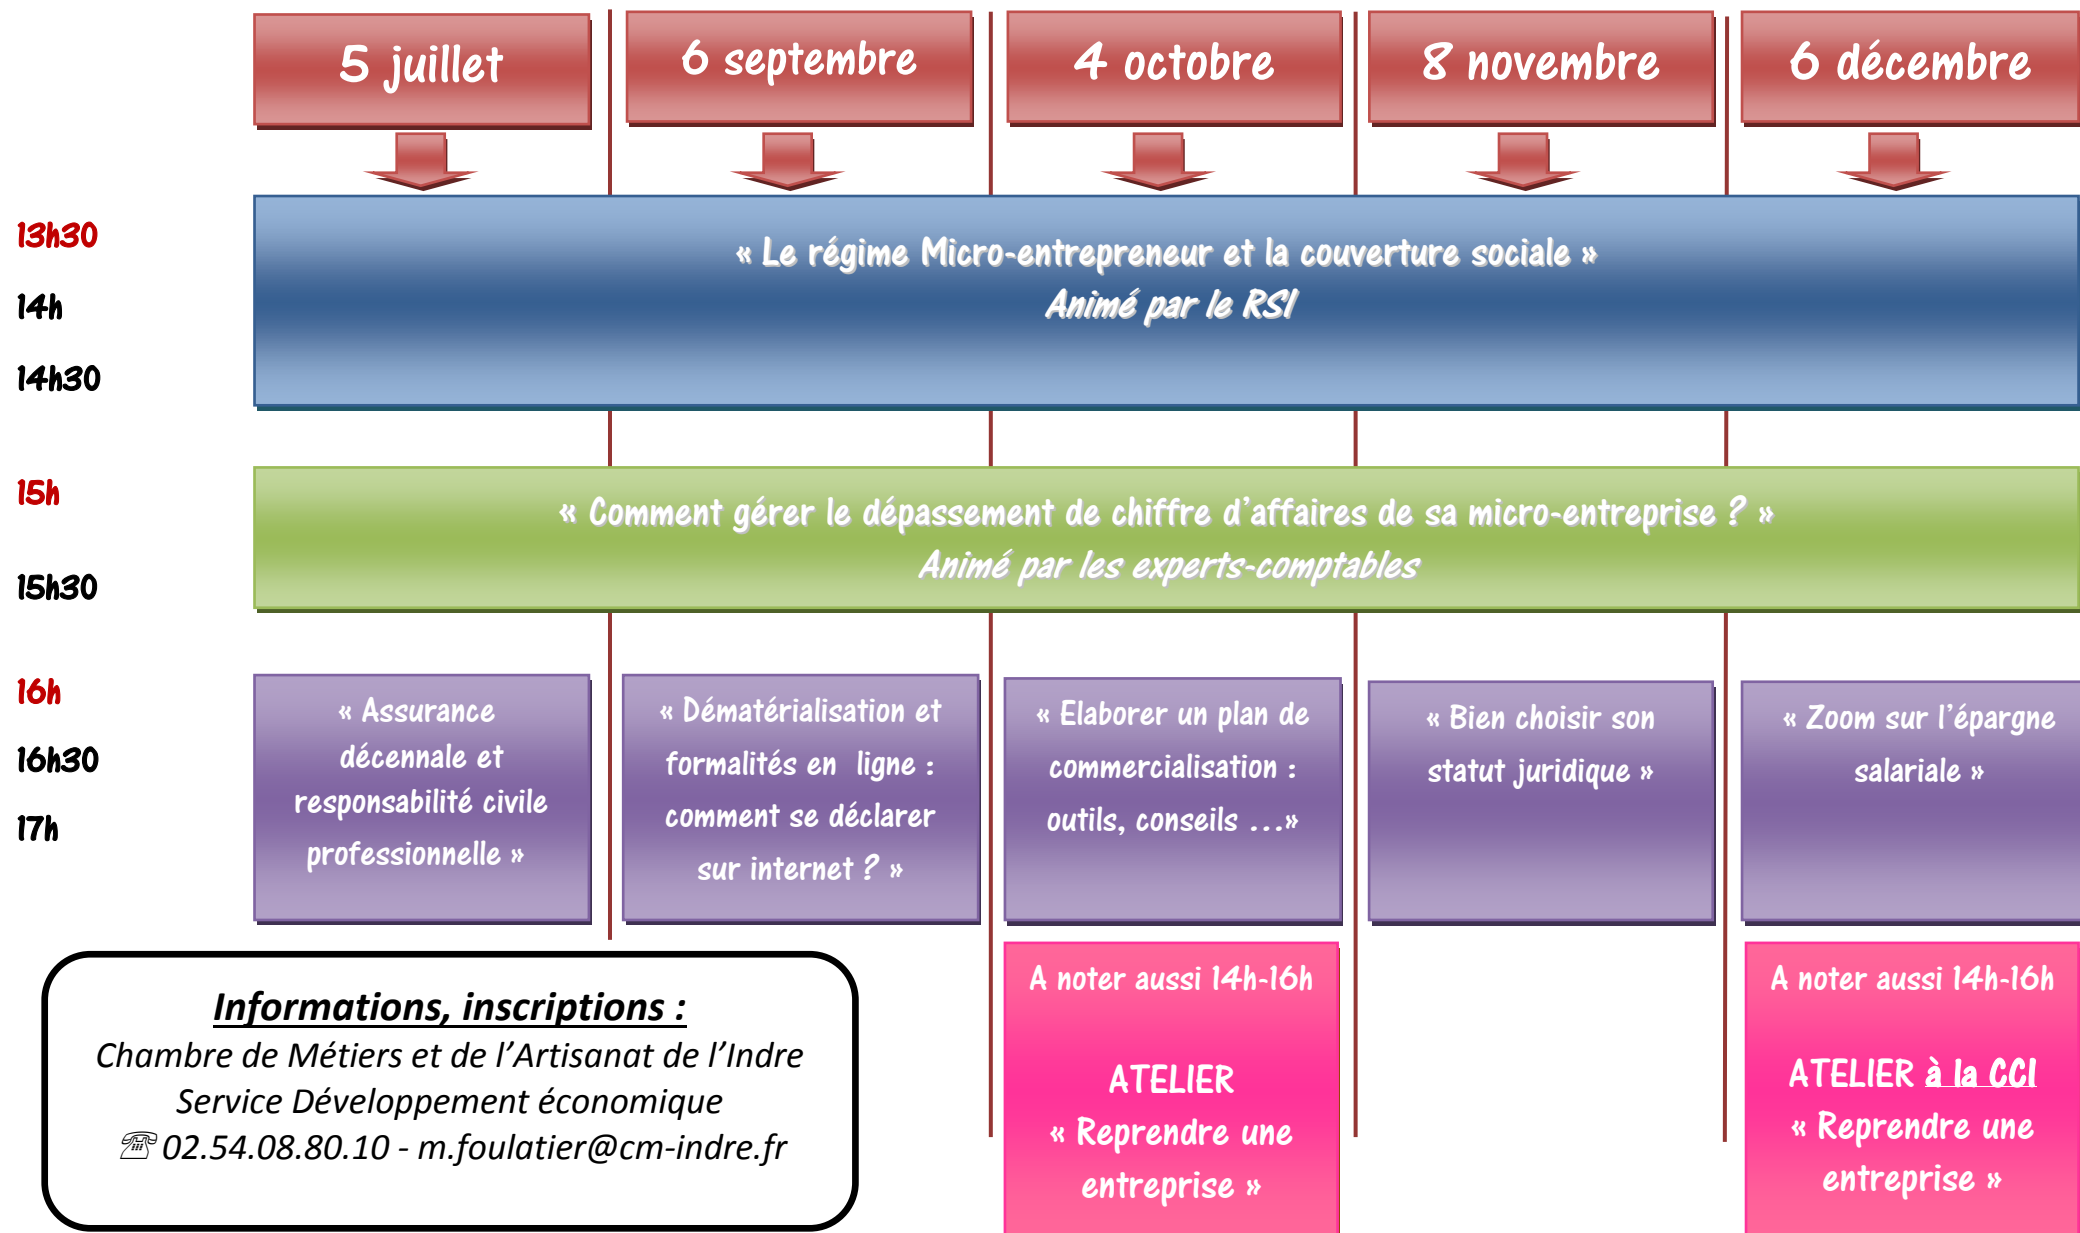 5 juillet
6 septembre
4 octobre
8 novembre
6 décembre
13h30
14h
14h30
« Le régime Micro-entrepreneur et la couverture sociale »
Animé par le RSI
15h
15h30
« Comment gérer le dépassement de chiffre d’affaires de sa micro-entreprise ? »
Animé par les experts-comptables
16h
16h30
17h
« Assurance
décennale et
responsabilité civile
professionnelle »
« Dématérialisation et
formalités en  ligne :
comment se déclarer
sur internet ? »
« Elaborer un plan de
commercialisation :
outils, conseils ...»
« Bien choisir son
statut juridique »
« Zoom sur l’épargne
salariale »
A noter aussi 14h-16h
ATELIER
« Reprendre une
entreprise »
A noter aussi 14h-16h
ATELIER à la CCI
« Reprendre une
entreprise »
Informations, inscriptions :
Chambre de Métiers et de l’Artisanat de l’Indre
Service Développement économique
☏ 02.54.08.80.10 - m.foulatier@cm-indre.fr